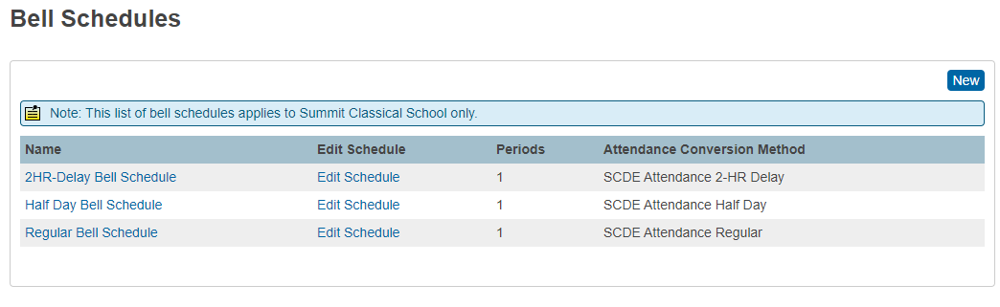 Bell Schedules
New
Note: This list of bell schedules applies to Summit Classical School only.
Name Edit Schedule Periods Attendance Conversion Method
2HR-Delay Bell Schedule Edit Schedule 1 SCDE Attendance 2-HR Delay
Half Day Bell Schedule Edit Schedule 1 SCDE Attendance Half Day
Regular Bell Schedule Edit Schedule 1 SCDE Attendance Regular